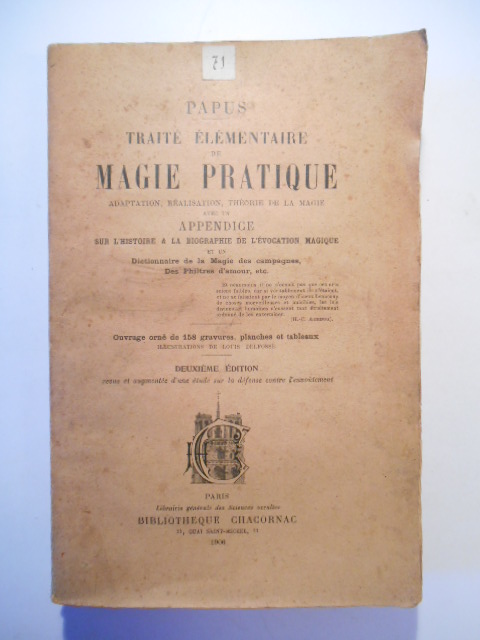 71
PAPUS
TRAITÉ ÉLÉMENTAIRE
DE
MAGIE PRATIQUE
ADAPTATION, RÉALISATION, THÉORIE DE LA MAGIE
AVEC UN
APPENDICE
SUR L'HISTOIRE & LA BIOGRAPHIE DE L'ÉVOCATION MAGIQUE
ET UN
Dictionnaire de la Magie des campagnes,
Des Philtres d'amour, etc.
(H.-C. AGRIPPA).
Ouvrage orné de 158 gravures, planches et tableaux
DEUXIÈME ÉDITION
revue et augmentée d'une étude sur la défense contre l'envoûtement
PARIS
Librairie générale des Sciences occultes
BIBLIOTHÈQUE CHACORNAC
11, QUAI SAINT-MICHEL, 11
1906